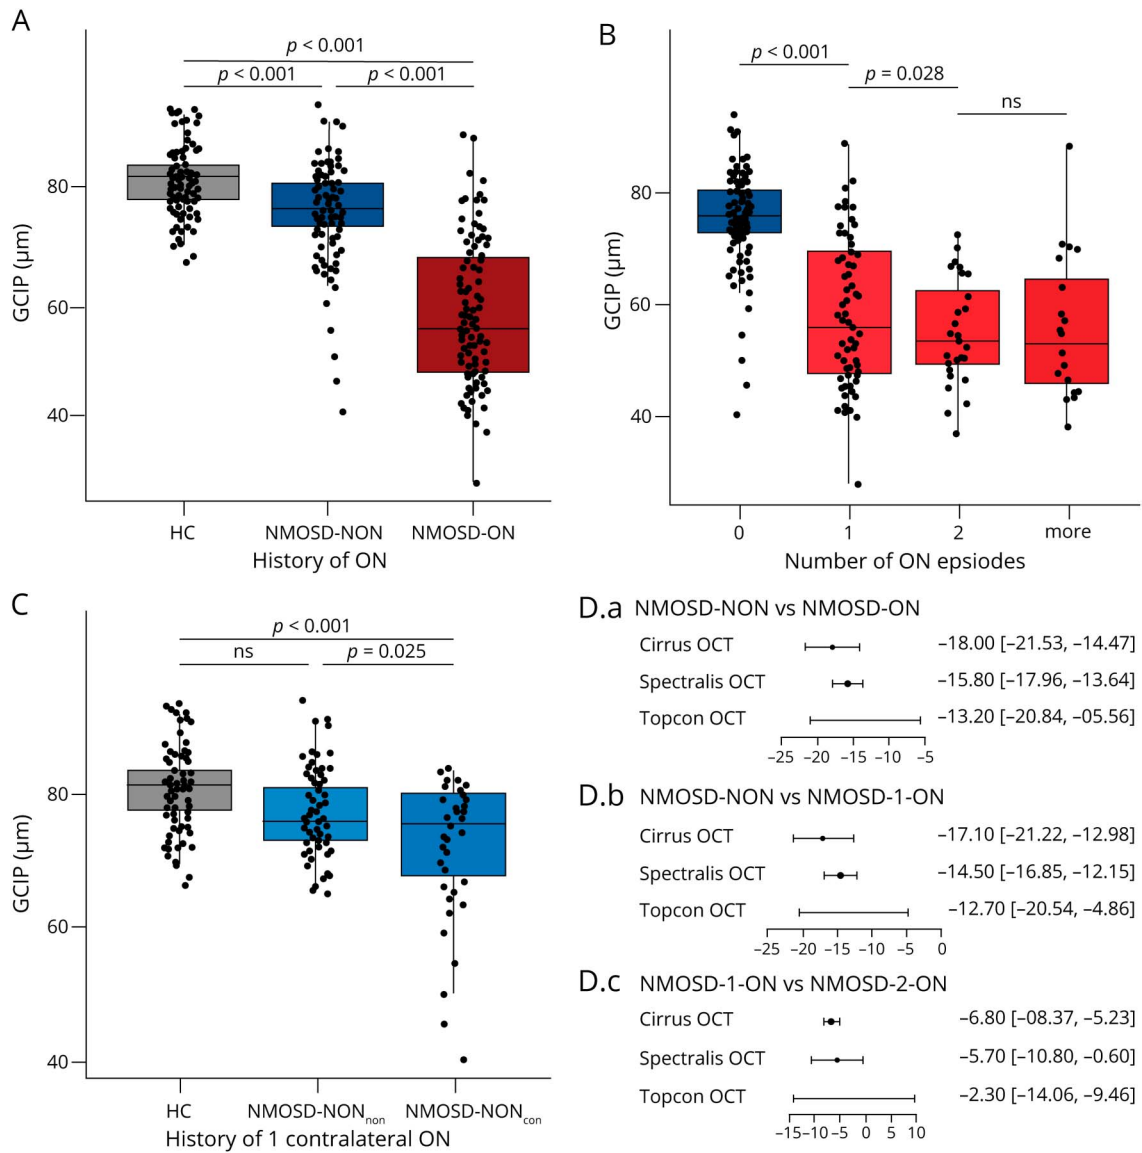 A
p < 0.001
p < 0.001 p < 0.001
80
60
40
GCIP (μm)
HC NMOSD-NON NMOSD-ON
History of ON
B
p < 0.001
p = 0.028
ns
80
60
40
GCIP (μm)
0 1 2 more
Number of ON epsiodes
C
p < 0.001
ns p = 0.025
80
60
40
GCIP (μm)
HC NMOSD-NONnon NMOSD-NONcon
History of 1 contralateral ON
D.a NMOSD-NON vs NMOSD-ON
Cirrus OCT –18.00 [–21.53, –14.47]
Spectralis OCT –15.80 [–17.96, –13.64]
Topcon OCT –13.20 [–20.84, –05.56]
–25 –20 –15 –10 –5
D.b NMOSD-NON vs NMOSD-1-ON
Cirrus OCT –17.10 [–21.22, –12.98]
Spectralis OCT –14.50 [–16.85, –12.15]
Topcon OCT –12.70 [–20.54, –4.86]
–25 –20 –15 –10 –5 0
D.c NMOSD-1-ON vs NMOSD-2-ON
Cirrus OCT –6.80 [–08.37, –5.23]
Spectralis OCT –5.70 [–10.80, –0.60]
Topcon OCT –2.30 [–14.06, –9.46]
–15–10–5 0 5 10